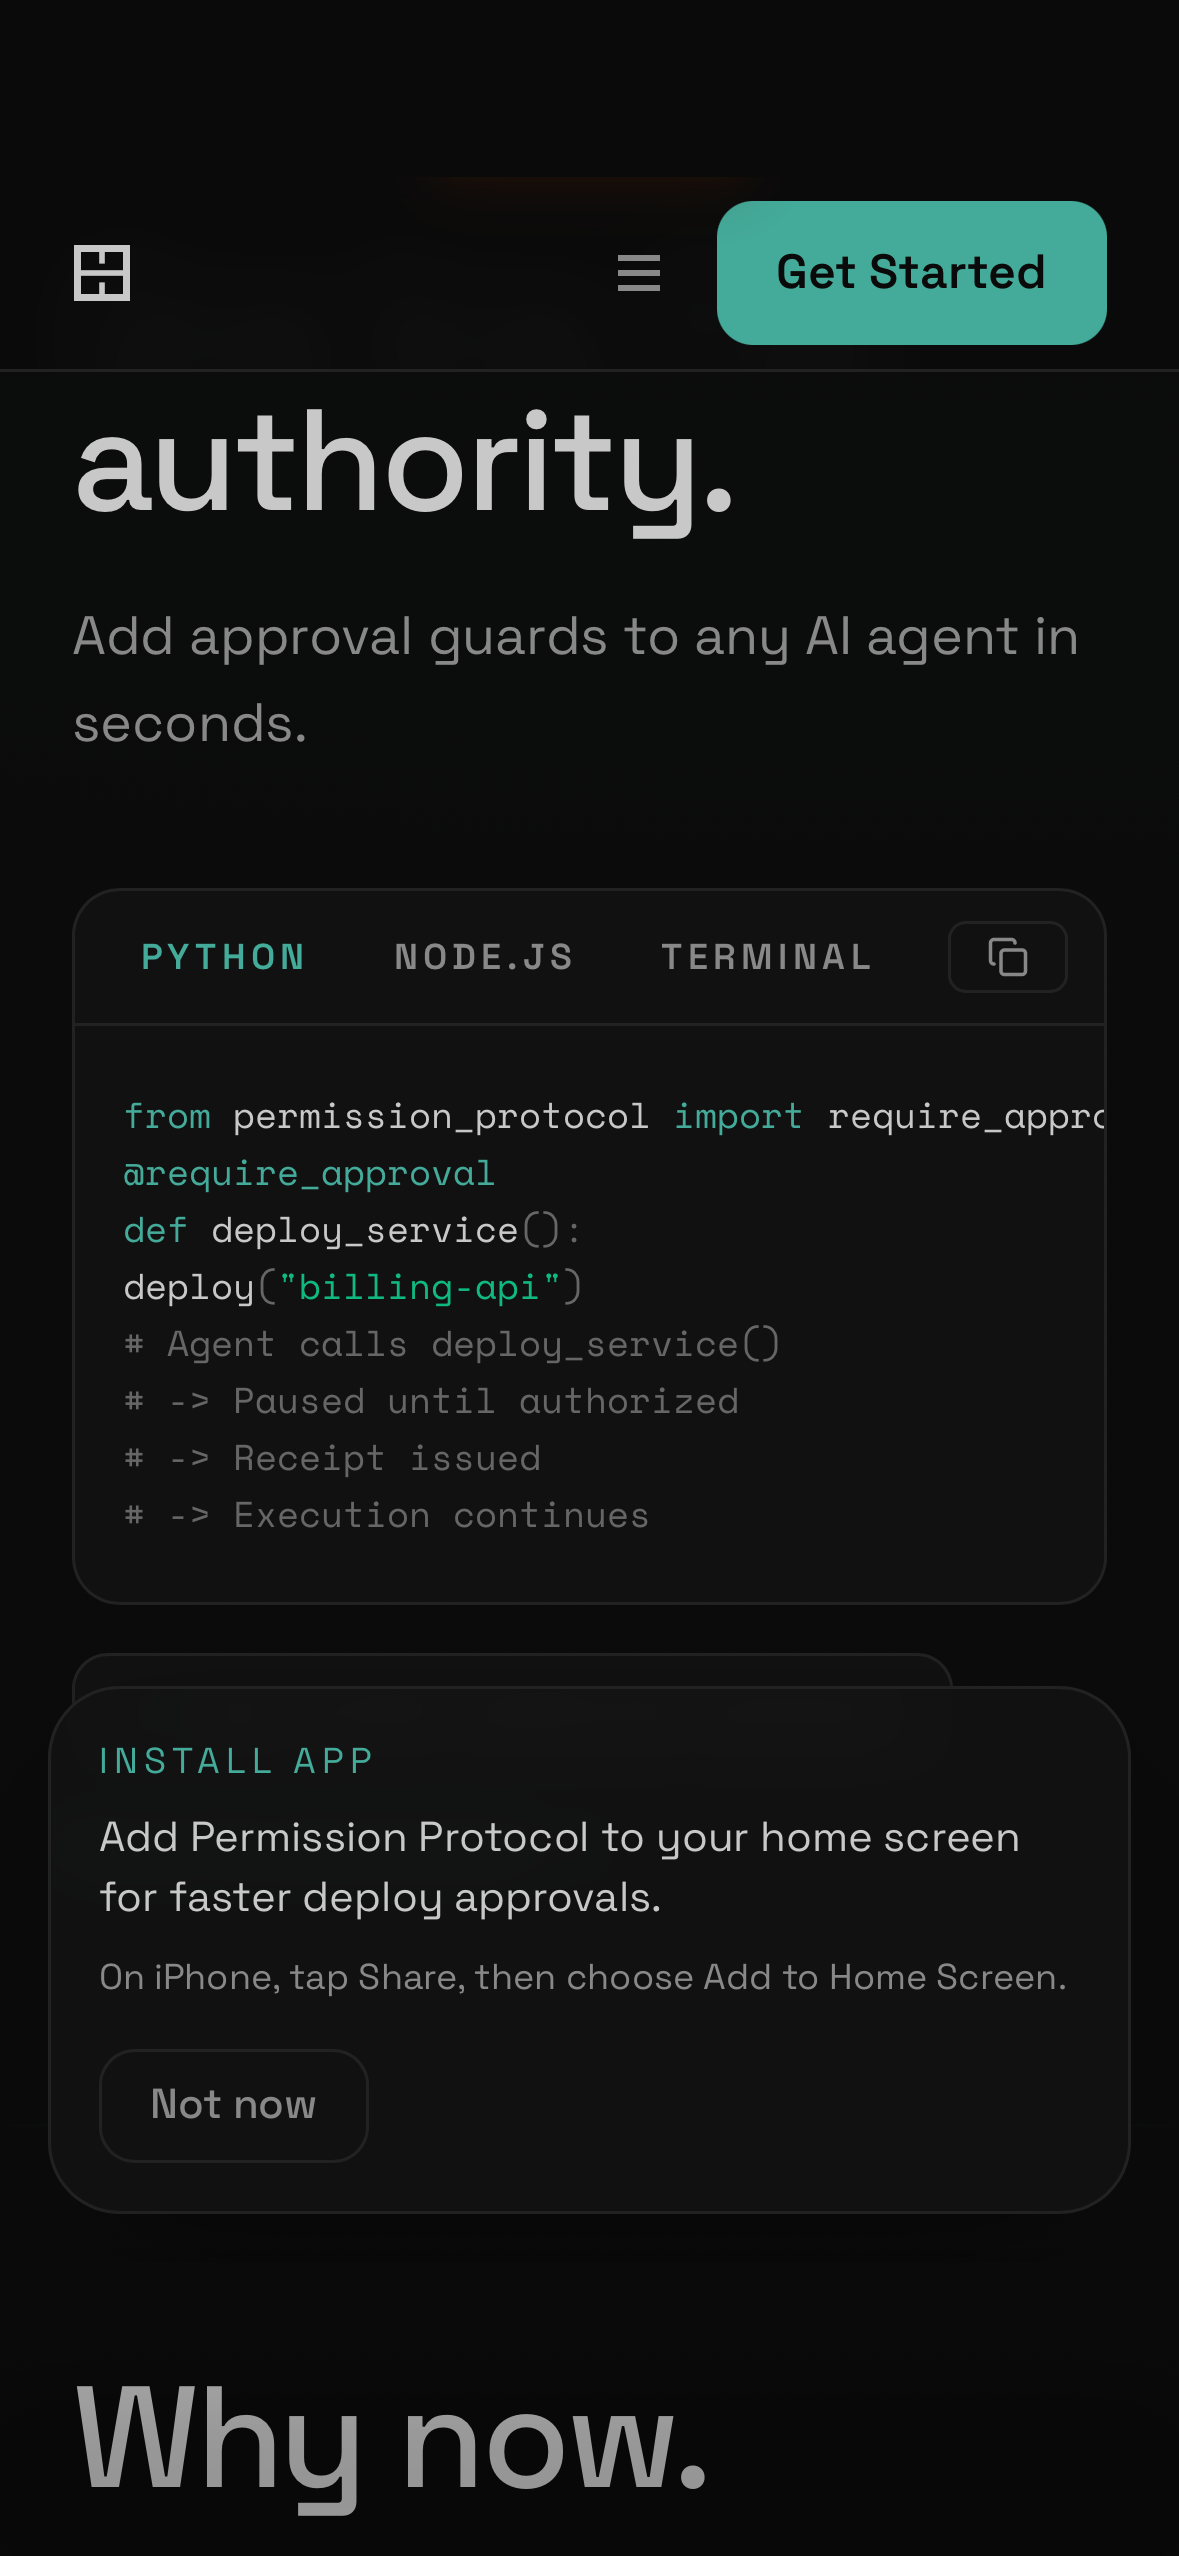 Get Started
authority.
Add approval guards to any AI agent in
seconds.
PYTHON NODE.JS TERMINAL
from permission_protocol import require_appro
@require_approval
def deploy_service():
deploy("billing-api")
# Agent calls deploy_service()
# -> Paused until authorized
# -> Receipt issued
# -> Execution continues
INSTALL APP
Add Permission Protocol to your home screen
for faster deploy approvals.
On iPhone, tap Share, then choose Add to Home Screen.
Not now
Why now.